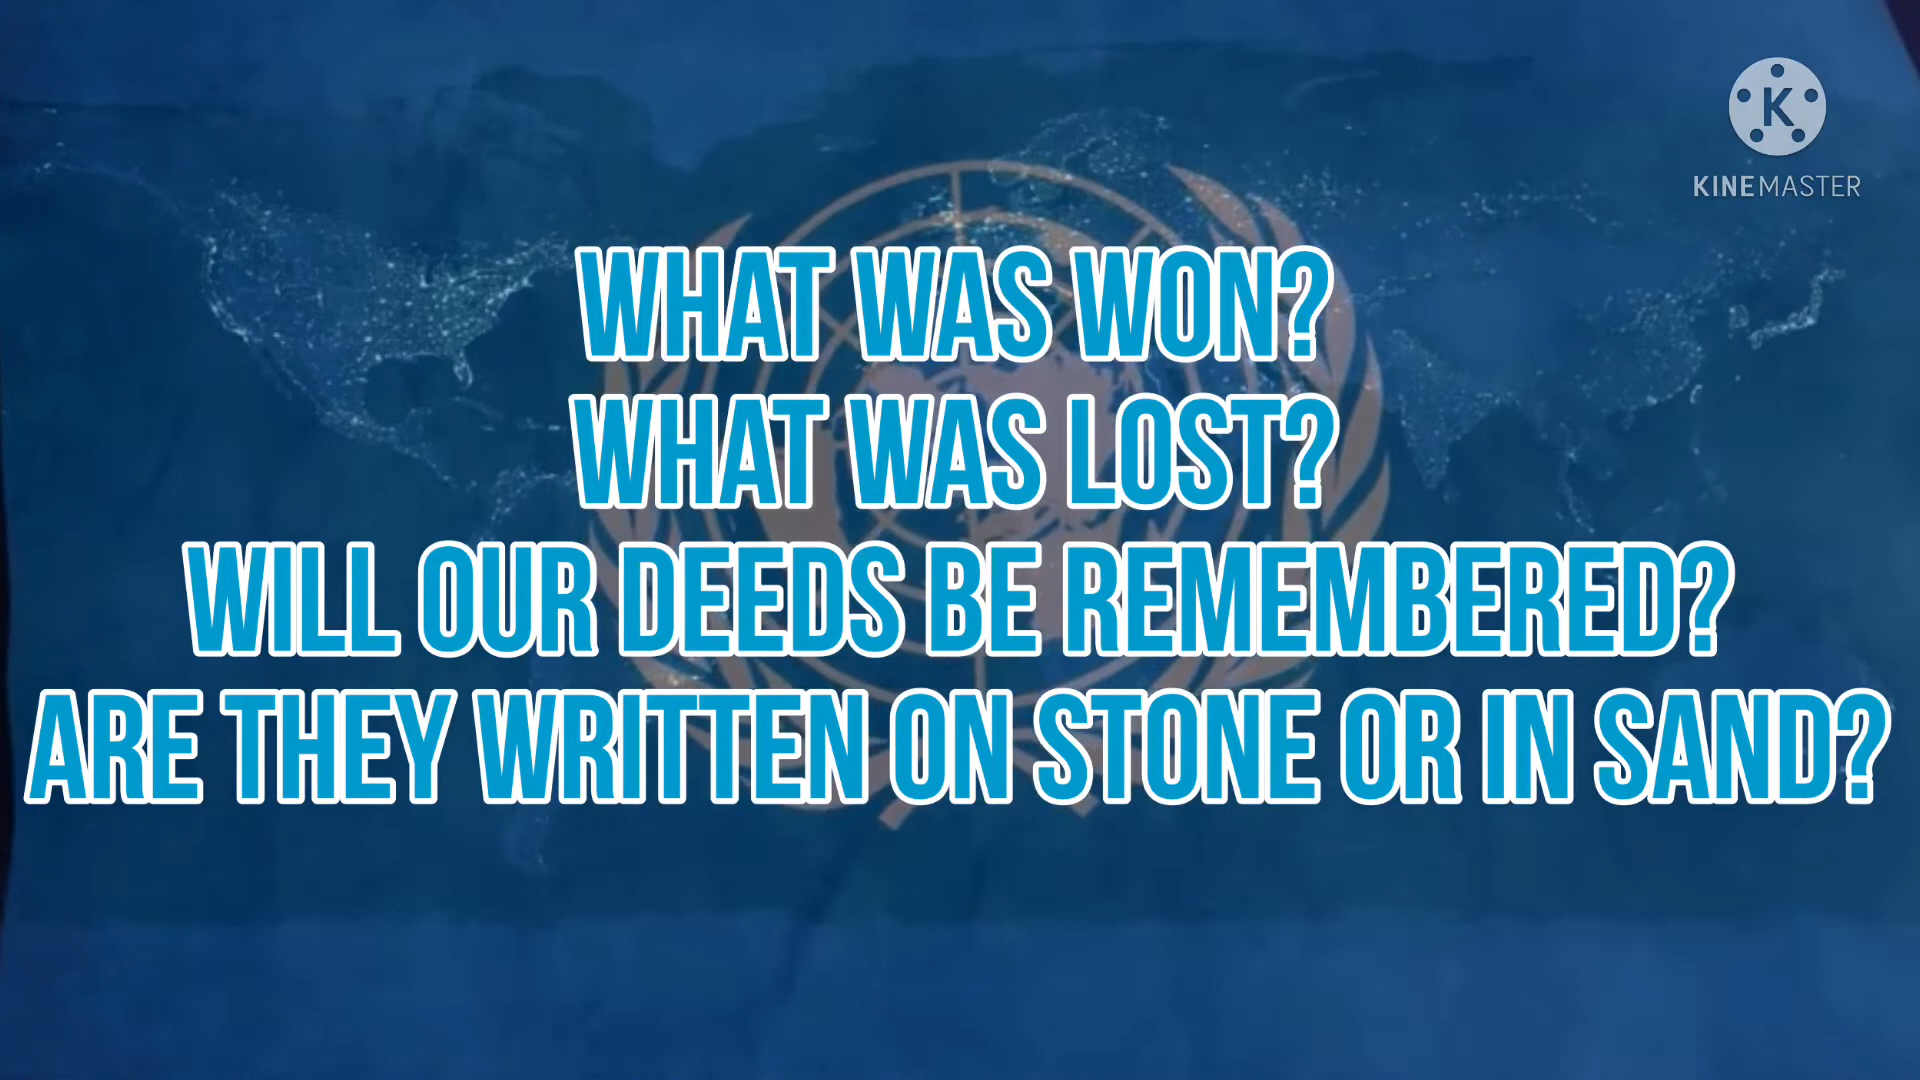 K
KINEMASTER
WHAT WAS WON?
WHAT WAS LOST?
WILL OUR DEEDS BE REMEMBERED?
ARE THEY WRITTEN ON STONE OR IN SAND?